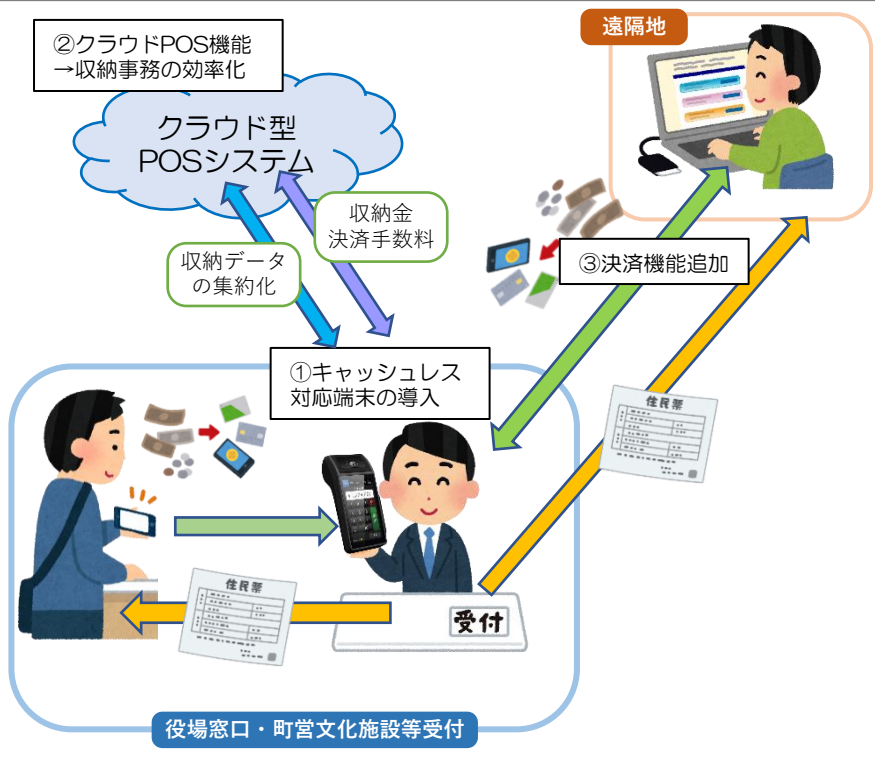 ②クラウドPOS機能
→収納事務の効率化
クラウド型
POSシステム
遠隔地
収納金
決済手数料
収納データ
の集約化
③決済機能追加
①キャッシュレス
対応端末の導入
住民票
住民票
受付
役場窓口・町営文化施設等受付